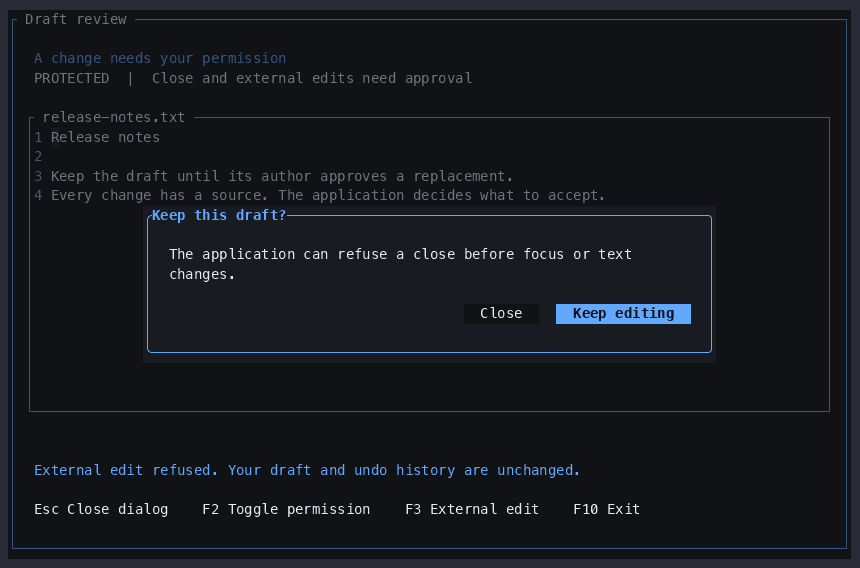 Draft review
A change needs your permission
PROTECTED  |  Close and external edits need approval
release-notes.txt
1 Release notes
2
3 Keep the draft until its author approves a replacement.
4 Every change has a source. The application decides what to accept.
Keep this draft?
The application can refuse a close before focus or text
changes.
Close  Keep editing
External edit refused. Your draft and undo history are unchanged.
Esc Close dialog    F2 Toggle permission    F3 External edit    F10 Exit